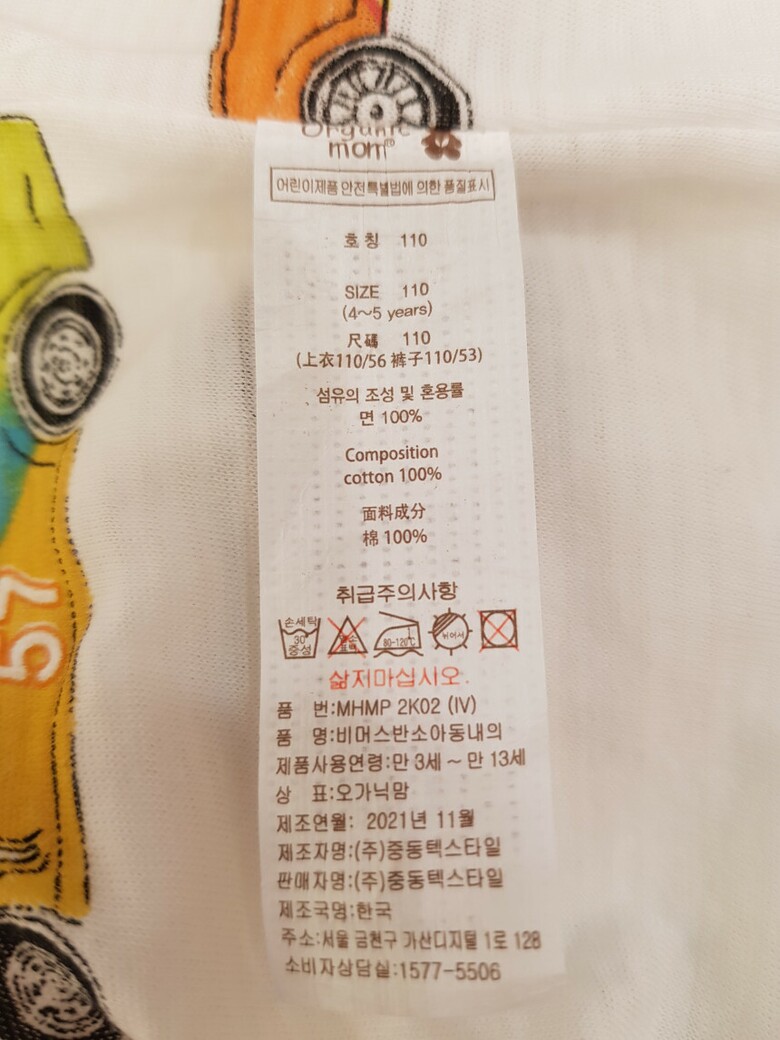 Organic
mom®
어린이제품 안전특별법에 의한 품질표시
호칭 110
SIZE 110
(4~5 years)
尺碼 110
(上衣110/56 裤子110/53)
섬유의 조성 및 혼용률
면 100%
Composition
cotton 100%
面料成分
棉 100%
취급주의사항
손세탁
30°
중성
염소
표백
80-120℃
뉘어서
삶지마십시오.
품 번:MHMP 2K02 (IV)
품 명:비머스반소아동내의
제품사용연령:만 3세 ~ 만 13세
상 표:오가닉맘
제조연월: 2021년 11월
제조자명:(주)중동텍스타일
판매자명:(주)중동텍스타일
제조국명:한국
주소:서울 금천구 가산디지털 1로 128
소비자상담실:1577-5506
57